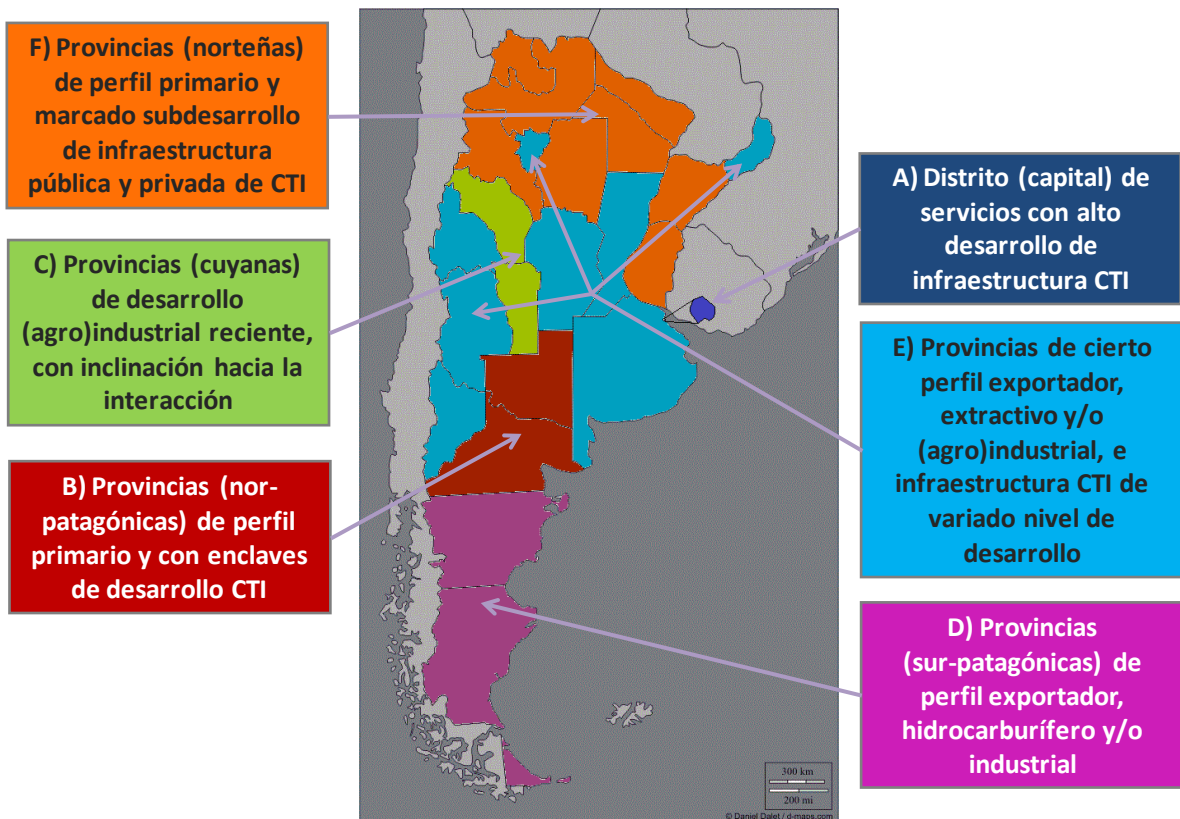 F) Provincias (norteñas)
de perfil primario y
marcado subdesarrollo
de infraestructura
pública y privada de CTI
C) Provincias (cuyanas)
de desarrollo
(agro)industrial reciente,
con inclinación hacia la
interacción
B) Provincias (nor-
patagónicas) de perfil
primario y con enclaves
de desarrollo CTI
A) Distrito (capital) de
servicios con alto
desarrollo de
infraestructura CTI
E) Provincias de cierto
perfil exportador,
extractivo y/o
(agro)industrial, e
infraestructura CTI de
variado nivel de
desarrollo
D) Provincias
(sur-patagónicas) de
perfil exportador,
hidrocarburífero y/o
industrial
300 km
200 mi
© Daniel Dalet / d-maps.com